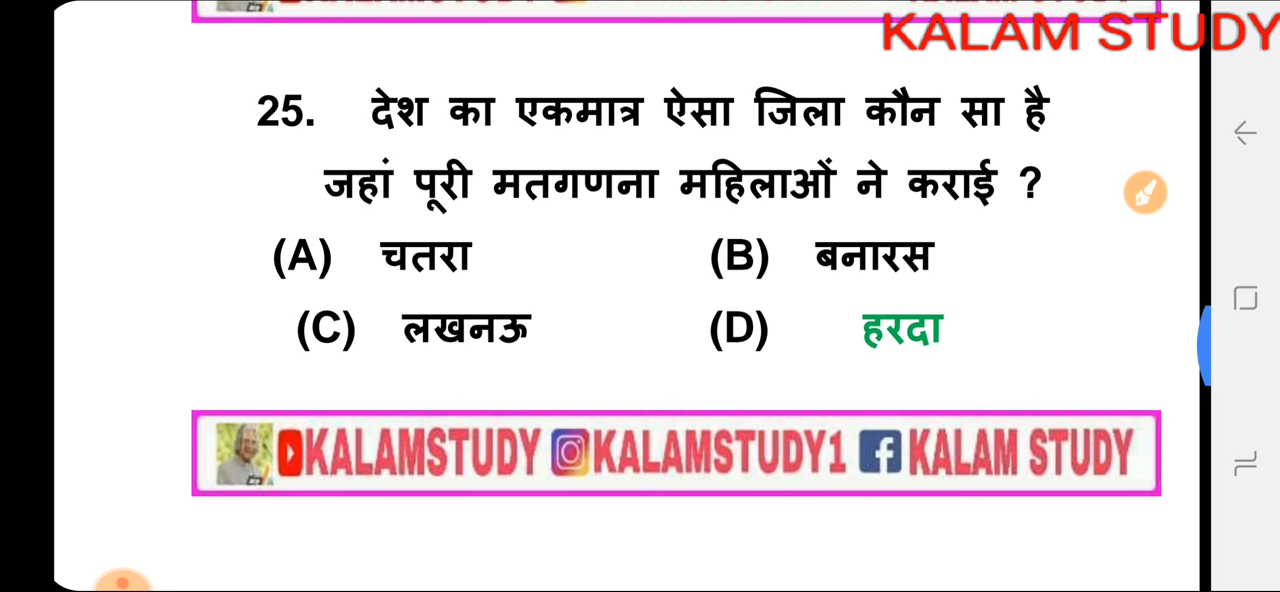 KALAM STUDY
25. देश का एकमात्र ऐसा जिला कौन सा है
जहां पूरी मतगणना महिलाओं ने कराई ?
(A) चतरा (B) बनारस
(C) लखनऊ (D) हरदा
KALAMSTUDY KALAMSTUDY1 KALAM STUDY